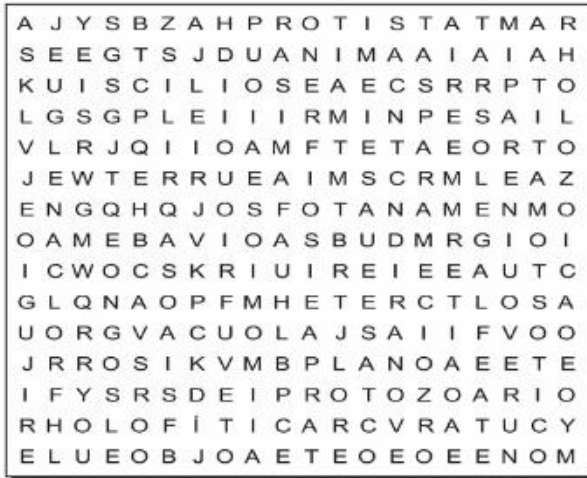 A J Y S B Z A H P R O T I S T A T M A R
S E E G T S J D U A N I M A A I A I A H
K U I S C I L I O S E A E C S R R P T O
L G S G P L E I I I R M I N P E S A I L
V L R J Q I I O A M F T E T A E O R T O
J E W T E R R U E A I M S C R M L E A Z
E N G Q H Q J O S F O T A N A M E N M O
O A M E B A V I O A S B U D M R G I O I
I C W O C S K R I U I R E I E E A U T C
G L Q N A O P F M H E T E R C T L O S A
U O R G V A C U O L A J S A I I F V O O
J R R O S I K V M B P L A N O A E E T E
I F Y S R S D E I P R O T O Z O A R I O
R H O L O F Í T I C A R C V R A T U C Y
E L U E O B J O A E T E O E O E E N O M